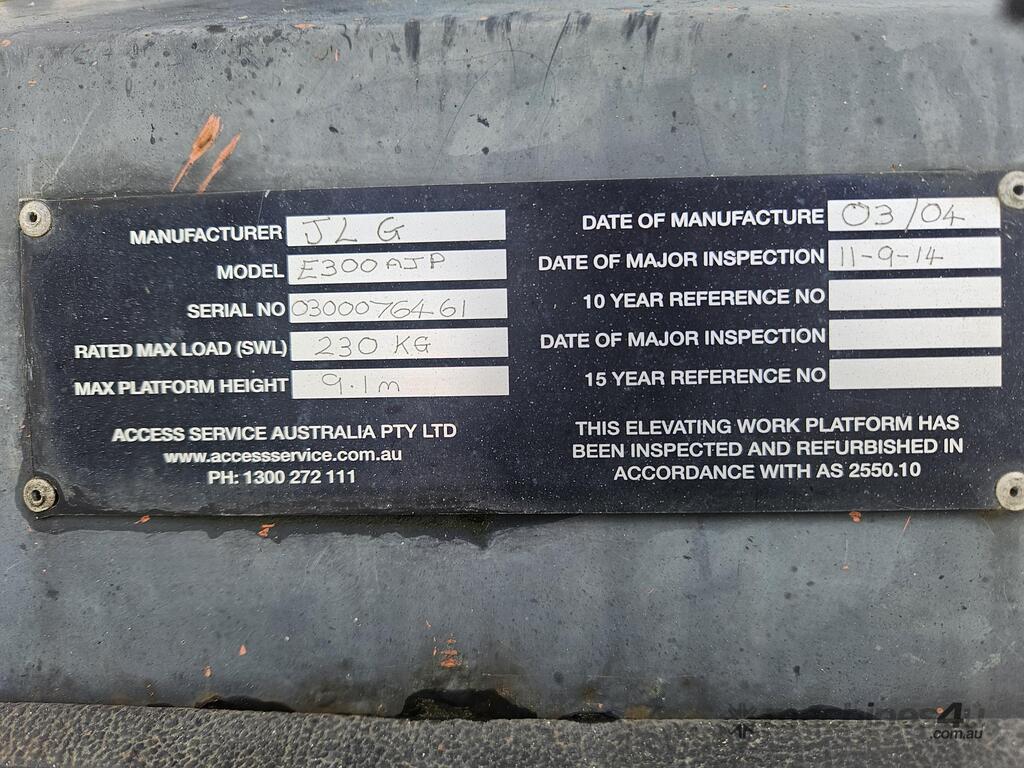 MANUFACTURER JLG
MODEL E300AJP
SERIAL NO 0300076461
RATED MAX LOAD (SWL) 230 KG
MAX PLATFORM HEIGHT 9.1m
ACCESS SERVICE AUSTRALIA PTY LTD
www.accessservice.com.au
PH: 1300 272 111
DATE OF MANUFACTURE 03/04
DATE OF MAJOR INSPECTION 11-9-14
10 YEAR REFERENCE NO
DATE OF MAJOR INSPECTION
15 YEAR REFERENCE NO
THIS ELEVATING WORK PLATFORM HAS
BEEN INSPECTED AND REFURBISHED IN
ACCORDANCE WITH AS 2550.10
machines4u
.com.au